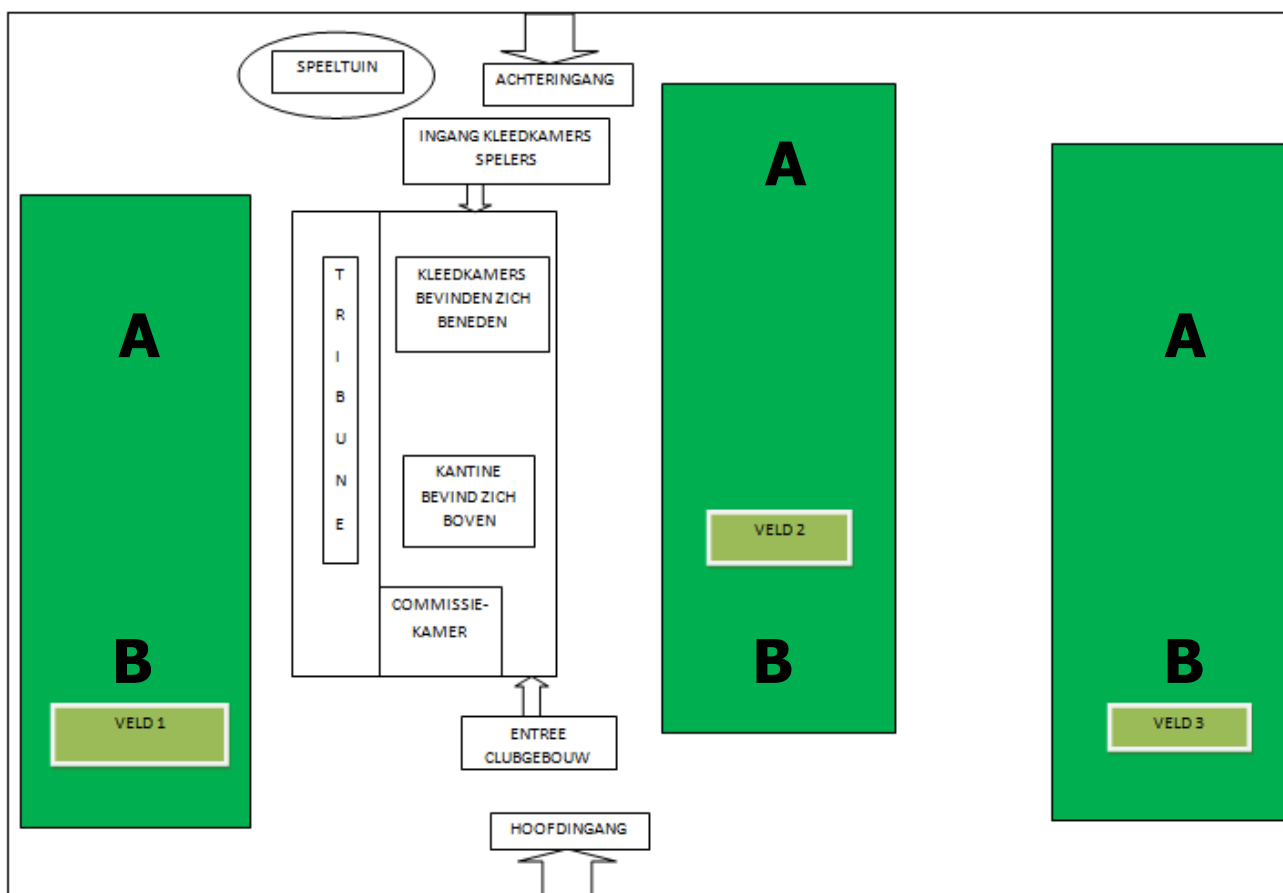 SPEELTUIN
ACHTERINGANG
INGANG KLEEDKAMERS
SPELERS
A
A
A
T
R
I
B
U
N
E
KLEEDKAMERS
BEVINDEN ZICH
BENEDEN
KANTINE
BEVIND ZICH
BOVEN
VELD 2
COMMISSIE-
KAMER
B
B
B
VELD 1
VELD 3
ENTREE
CLUBGEBOUW
HOOFDINGANG